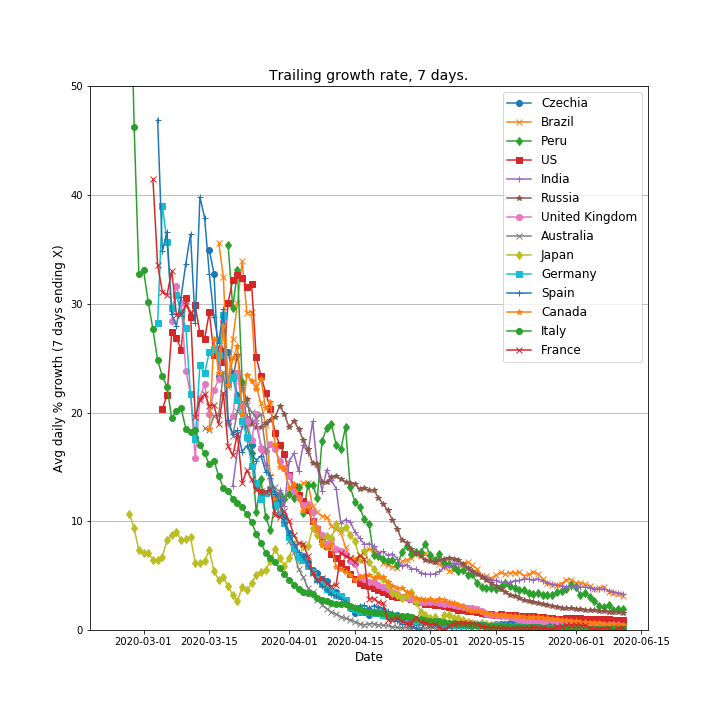 Trailing growth rate, 7 days.
50
40
30
20
10
0
Avg daily % growth (7 days ending X)
Czechia
Brazil
Peru
US
India
Russia
United Kingdom
Australia
Japan
Germany
Spain
Canada
Italy
France
2020-03-01
2020-03-15
2020-04-01
2020-04-15
2020-05-01
2020-05-15
2020-06-01
2020-06-15
Date